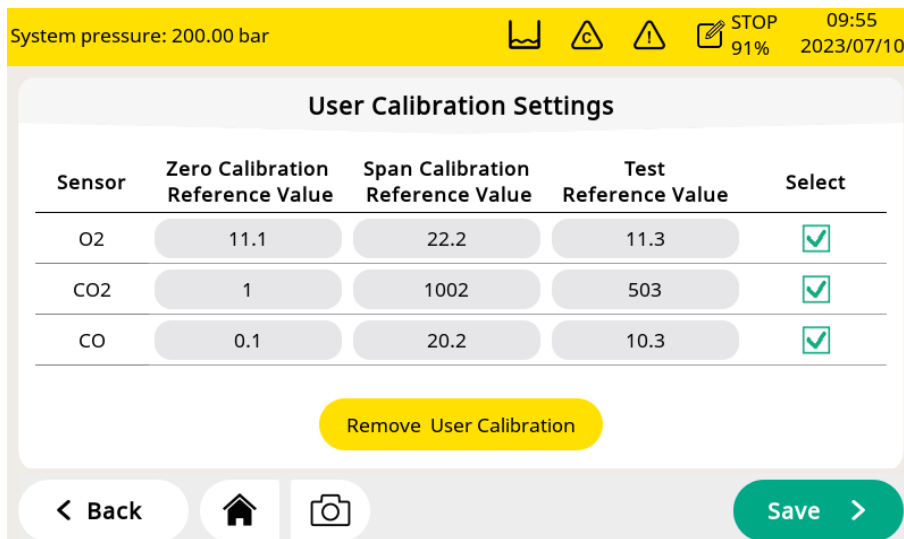 System pressure: 200.00 bar
C
!
STOP
91%
09:55
2023/07/10
User Calibration Settings
Sensor
Zero Calibration
Reference Value
Span Calibration
Reference Value
Test
Reference Value
Select
O2 11.1 22.2 11.3
CO2 1 1002 503
CO 0.1 20.2 10.3
Remove User Calibration
Back
Save